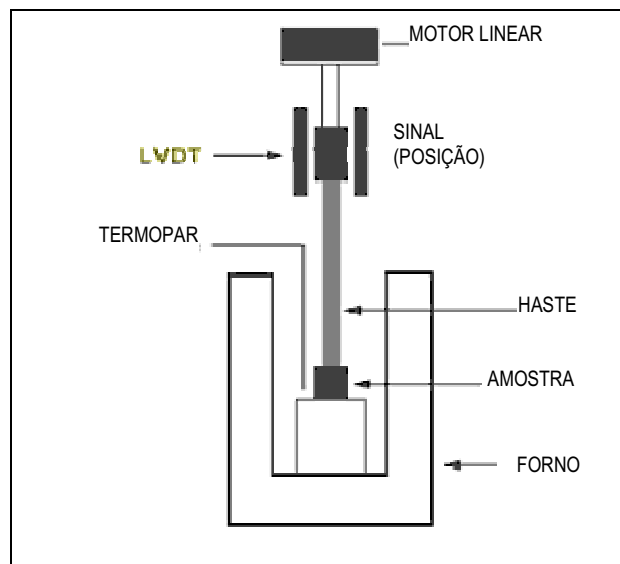 MOTOR LINEAR
SINAL
(POSIÇÃO)
LVDT
TERMOPAR
HASTE
AMOSTRA
FORNO